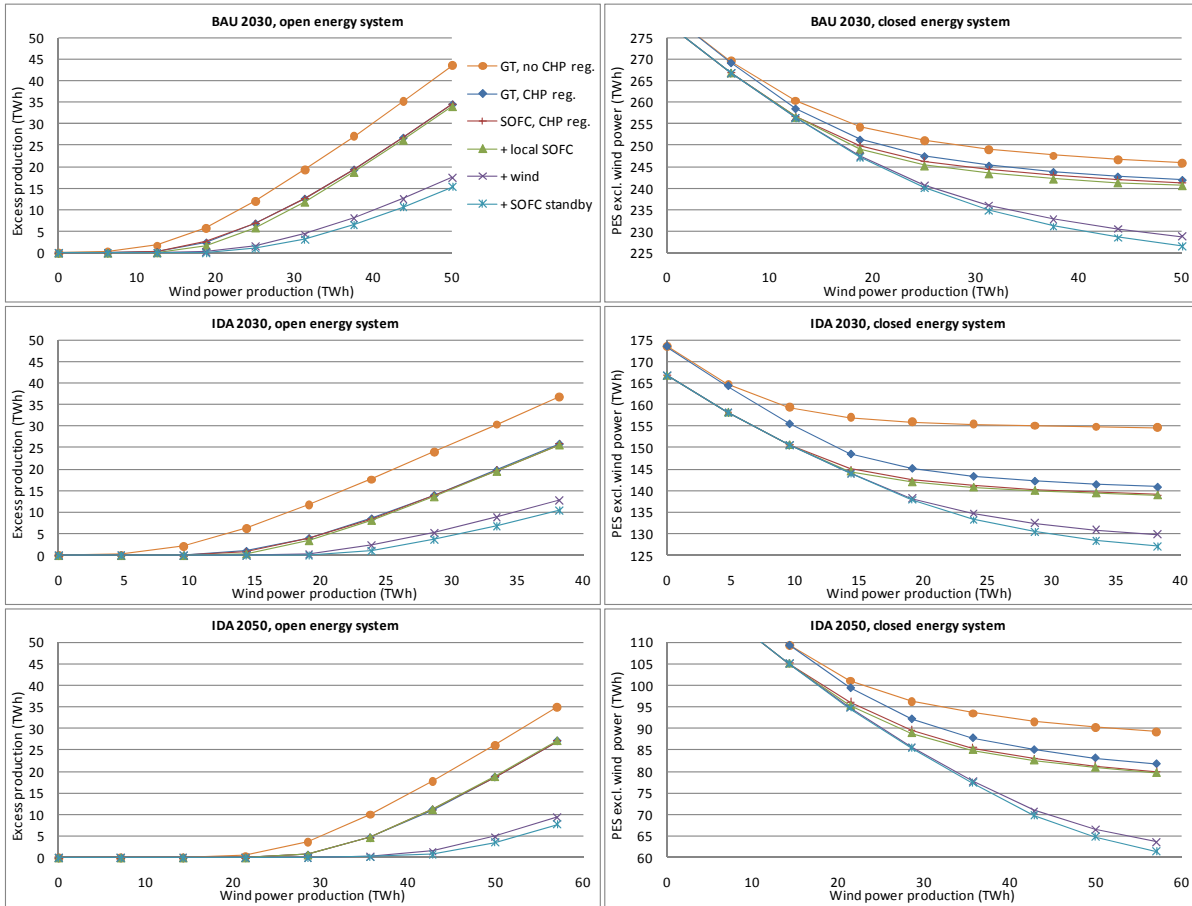 BAU 2030, open energy system
Excess production (TWh)
50
45
40
35
30
25
20
15
10
5
0
0 10 20 30 40 50
Wind power production (TWh)
GT, no CHP reg.
GT, CHP reg.
SOFC, CHP reg.
+ local SOFC
+ wind
+ SOFC standby
BAU 2030, closed energy system
PES excl. wind power (TWh)
275
270
265
260
255
250
245
240
235
230
225
0 10 20 30 40 50
Wind power production (TWh)
IDA 2030, open energy system
Excess production (TWh)
50
45
40
35
30
25
20
15
10
5
0
0 5 10 15 20 25 30 35 40
Wind power production (TWh)
IDA 2030, closed energy system
PES excl. wind power (TWh)
175
170
165
160
155
150
145
140
135
130
125
0 5 10 15 20 25 30 35 40
Wind power production (TWh)
IDA 2050, open energy system
Excess production (TWh)
50
45
40
35
30
25
20
15
10
5
0
0 10 20 30 40 50 60
Wind power production (TWh)
IDA 2050, closed energy system
PES excl. wind power (TWh)
110
105
100
95
90
85
80
75
70
65
60
0 10 20 30 40 50 60
Wind power production (TWh)